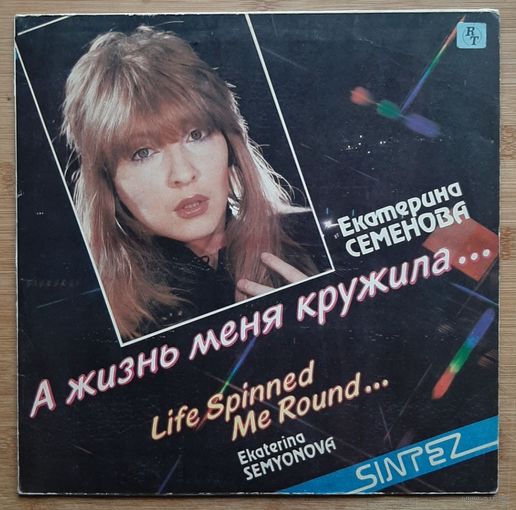 RT
Екатерина
СЕМЕНОВА
А жизнь меня кружила...
Life Spinned
Me Round...
Ekaterina
SEMYONOVA
SINTEZ